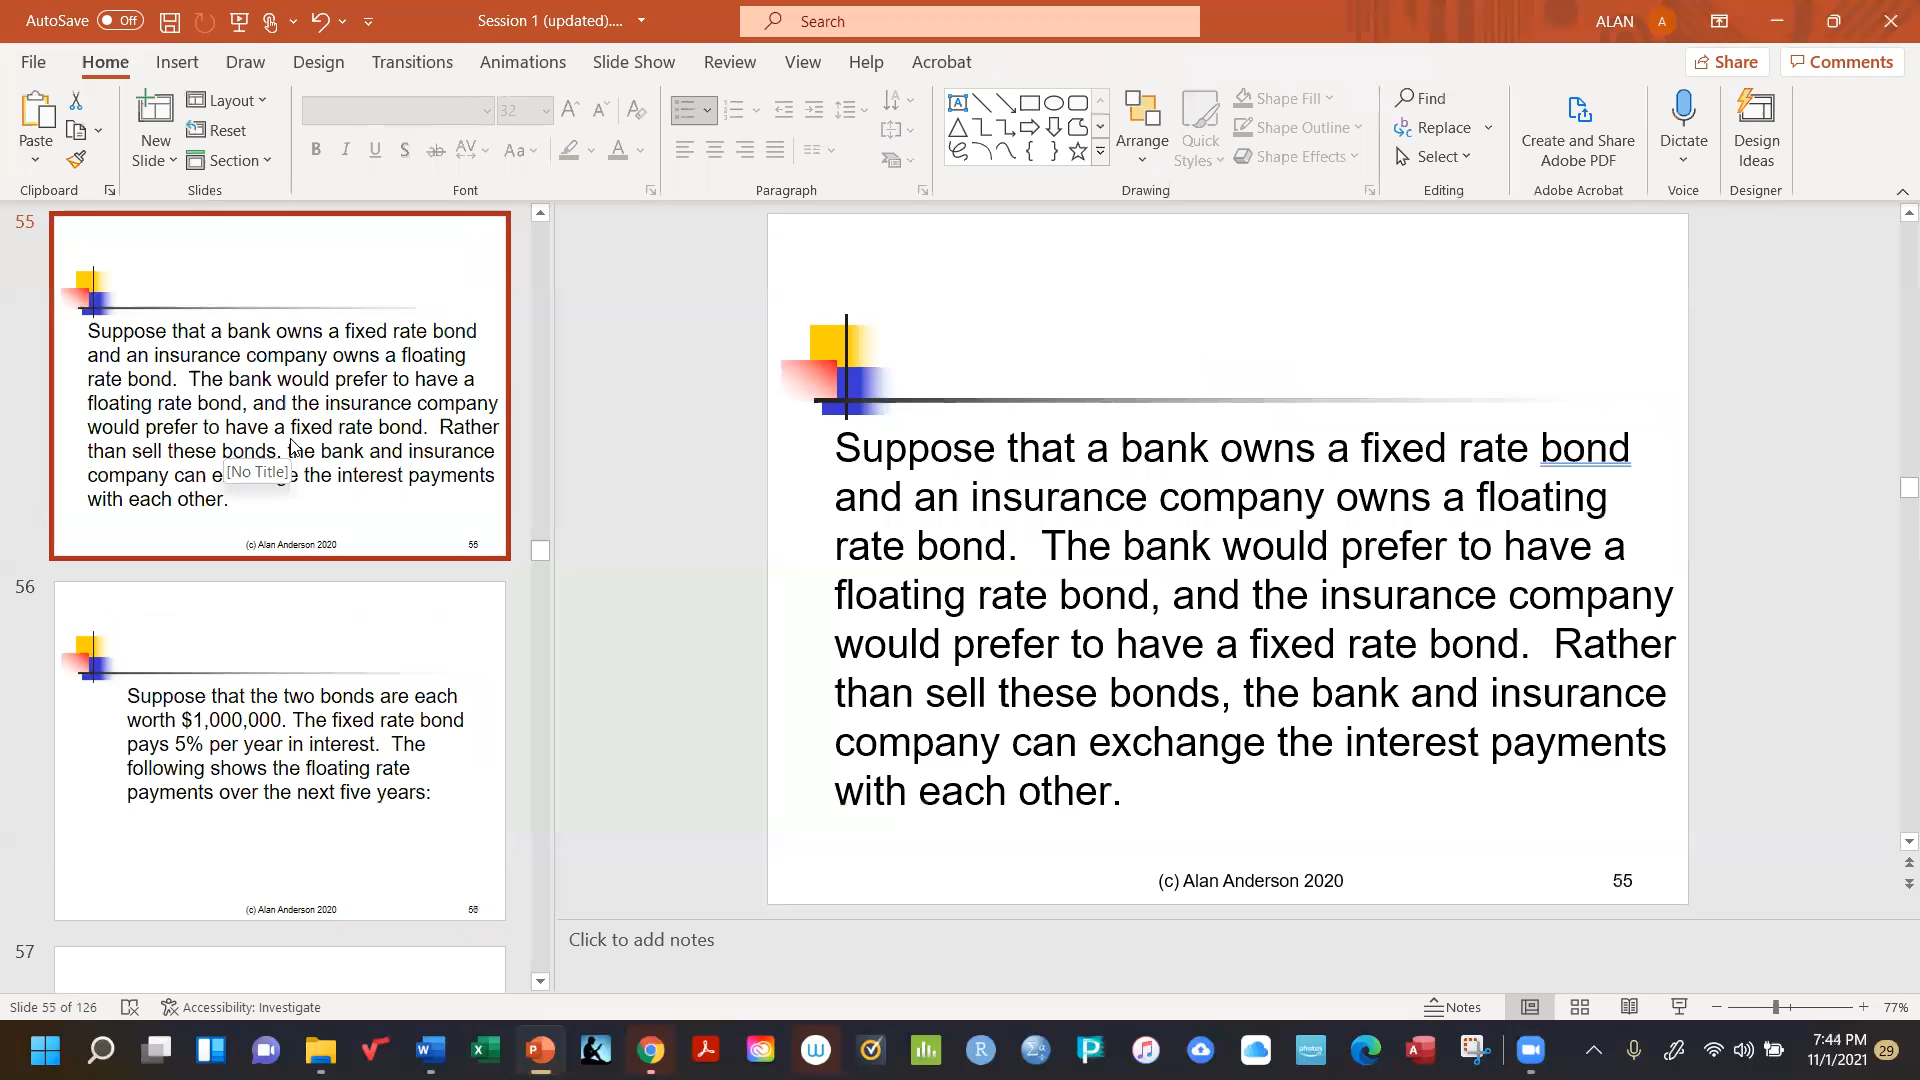 AutoSave Off
Session 1 (updated)....
Search
ALAN A
File Home Insert Draw Design Transitions Animations Slide Show Review View Help Acrobat
Share Comments
Paste
Clipboard
New
Slide
Layout
Reset
Section
Slides
32
Font
Paragraph
Arrange
Quick
Styles
Shape Fill
Shape Outline
Shape Effects
Drawing
Find
Replace
Select
Editing
Create and Share
Adobe PDF
Adobe Acrobat
Dictate
Voice
Design
Ideas
Designer
55
Suppose that a bank owns a fixed rate bond
and an insurance company owns a floating
rate bond. The bank would prefer to have a
floating rate bond, and the insurance company
would prefer to have a fixed rate bond. Rather
than sell these bonds, the bank and insurance
company can the interest payments
with each other.
[No Title]
(c) Alan Anderson 2020 55
56
Suppose that the two bonds are each
worth $1,000,000. The fixed rate bond
pays 5% per year in interest. The
following shows the floating rate
payments over the next five years:
(c) Alan Anderson 2020 56
57
Suppose that a bank owns a fixed rate bond
and an insurance company owns a floating
rate bond. The bank would prefer to have a
floating rate bond, and the insurance company
would prefer to have a fixed rate bond. Rather
than sell these bonds, the bank and insurance
company can exchange the interest payments
with each other.
(c) Alan Anderson 2020 55
Click to add notes
Slide 55 of 126 Accessibility: Investigate Notes 77%
7:44 PM
11/1/2021
29